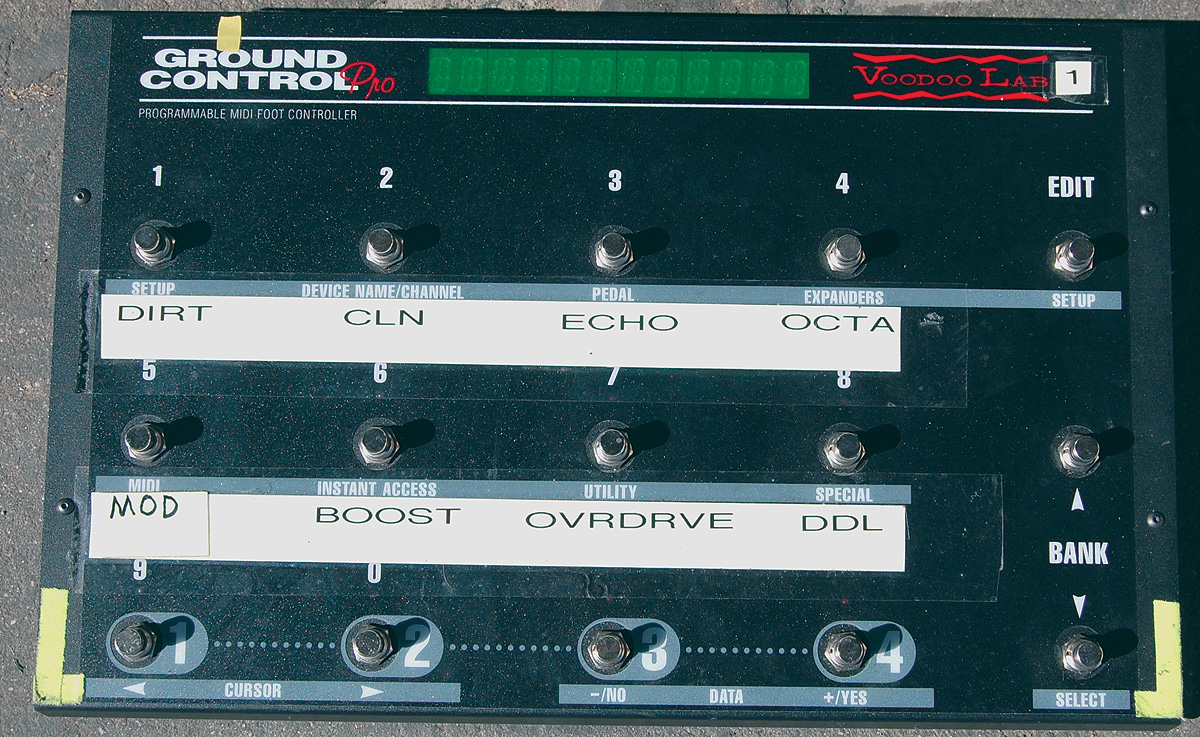 GROUND
CONTROL Pro
VOODOO LAB 1
PROGRAMMABLE MIDI FOOT CONTROLLER
1 2 3 4 EDIT
SETUP DEVICE NAME/CHANNEL PEDAL EXPANDERS SETUP
DIRT CLN ECHO OCTA
5 6 7 8
MIDI INSTANT ACCESS UTILITY SPECIAL
MOD BOOST OVRDRVE DDL
BANK
9 0
1 2 3 4
CURSOR -/NO DATA +/YES SELECT